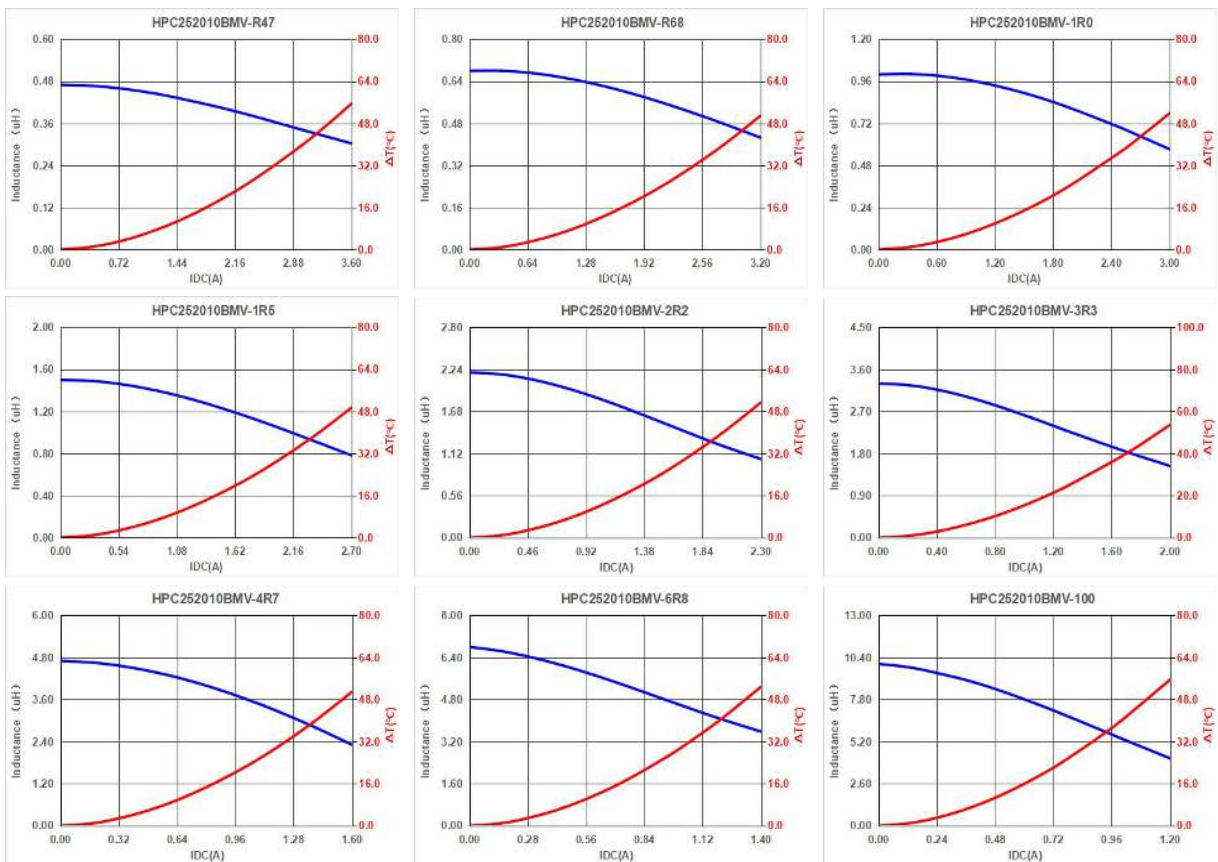 HPC252010BMV-R47
Inductance (uH)
0.60
0.48
0.36
0.24
0.12
0.00
80.0
64.0
48.0
32.0
16.0
0.0
ΔT(°C)
0.00 0.72 1.44 2.16 2.88 3.60
IDC(A)
HPC252010BMV-R68
Inductance (uH)
0.80
0.64
0.48
0.32
0.16
0.00
80.0
64.0
48.0
32.0
16.0
0.0
ΔT(°C)
0.00 0.64 1.28 1.92 2.56 3.20
IDC(A)
HPC252010BMV-1R0
Inductance (uH)
1.20
0.96
0.72
0.48
0.24
0.00
80.0
64.0
48.0
32.0
16.0
0.0
ΔT(°C)
0.00 0.60 1.20 1.80 2.40 3.00
IDC(A)
HPC252010BMV-1R5
Inductance (uH)
2.00
1.60
1.20
0.80
0.40
0.00
80.0
64.0
48.0
32.0
16.0
0.0
ΔT(°C)
0.00 0.54 1.08 1.62 2.16 2.70
IDC(A)
HPC252010BMV-2R2
Inductance (uH)
2.80
2.24
1.68
1.12
0.56
0.00
80.0
64.0
48.0
32.0
16.0
0.0
ΔT(°C)
0.00 0.46 0.92 1.38 1.84 2.30
IDC(A)
HPC252010BMV-3R3
Inductance (uH)
4.50
3.60
2.70
1.80
0.90
0.00
100.0
80.0
60.0
40.0
20.0
0.0
ΔT(°C)
0.00 0.40 0.80 1.20 1.60 2.00
IDC(A)
HPC252010BMV-4R7
Inductance (uH)
6.00
4.80
3.60
2.40
1.20
0.00
80.0
64.0
48.0
32.0
16.0
0.0
ΔT(°C)
0.00 0.32 0.64 0.96 1.28 1.60
IDC(A)
HPC252010BMV-6R8
Inductance (uH)
8.00
6.40
4.80
3.20
1.60
0.00
80.0
64.0
48.0
32.0
16.0
0.0
ΔT(°C)
0.00 0.28 0.56 0.84 1.12 1.40
IDC(A)
HPC252010BMV-100
Inductance (uH)
13.00
10.40
7.80
5.20
2.60
0.00
80.0
64.0
48.0
32.0
16.0
0.0
ΔT(°C)
0.00 0.24 0.48 0.72 0.96 1.20
IDC(A)